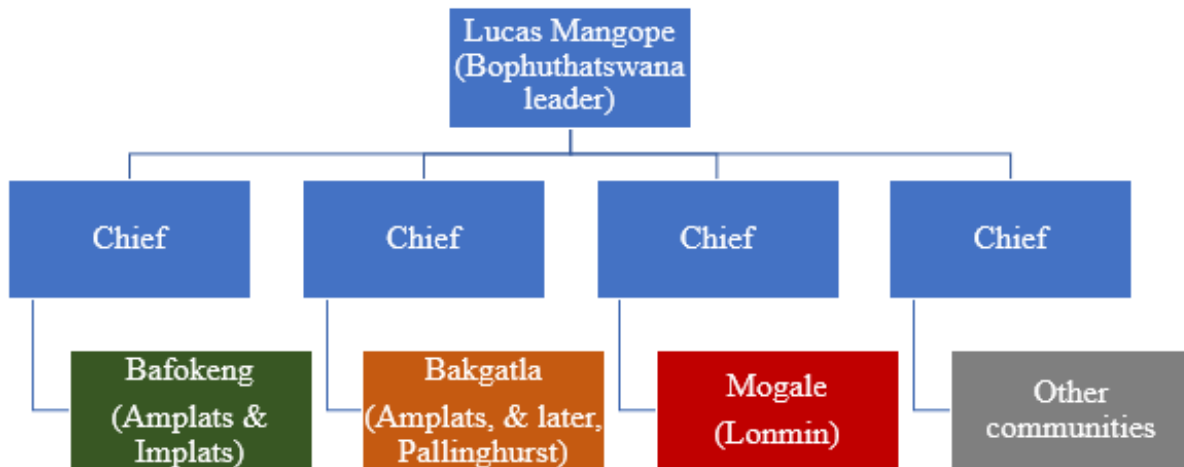 Lucas Mangope
(Bophuthatswana
leader)
Chief
Chief
Chief
Chief
Bafokeng
(Amplats &
Implats)
Bakgatla
(Amplats, & later,
Pallinghurst)
Mogale
(Lonmin)
Other
communities